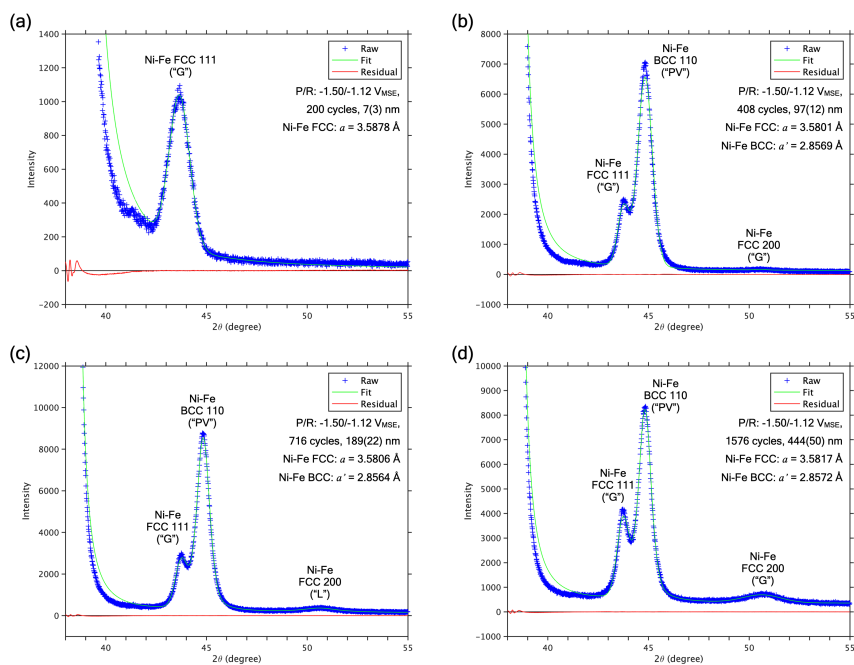 (a)
1400
1200
1000
800
600
400
200
0
−200
Intensity
40
45
50
55
2θ (degree)
Ni-Fe FCC 111
(“G”)
Raw
Fit
Residual
P/R: -1.50/-1.12 VMSE,
200 cycles, 7(3) nm
Ni-Fe FCC: a = 3.5878 Å
(b)
8000
7000
6000
5000
4000
3000
2000
1000
0
−1000
Intensity
40
45
50
55
2θ (degree)
Ni-Fe
BCC 110
(“PV”)
Ni-Fe
FCC 111
(“G”)
Ni-Fe
FCC 200
(“G”)
Raw
Fit
Residual
P/R: -1.50/-1.12 VMSE,
408 cycles, 97(12) nm
Ni-Fe FCC: a = 3.5801 Å
Ni-Fe BCC: a’ = 2.8569 Å
(c)
12000
10000
8000
6000
4000
2000
0
Intensity
40
45
50
55
2θ (degree)
Ni-Fe
BCC 110
(“PV”)
Ni-Fe
FCC 111
(“G”)
Ni-Fe
FCC 200
(“L”)
Raw
Fit
Residual
P/R: -1.50/-1.12 VMSE,
716 cycles, 189(22) nm
Ni-Fe FCC: a = 3.5806 Å
Ni-Fe BCC: a’ = 2.8564 Å
(d)
10000
9000
8000
7000
6000
5000
4000
3000
2000
1000
0
−1000
Intensity
40
45
50
55
2θ (degree)
Ni-Fe
BCC 110
(“PV”)
Ni-Fe
FCC 111
(“G”)
Ni-Fe
FCC 200
(“G”)
Raw
Fit
Residual
P/R: -1.50/-1.12 VMSE,
1576 cycles, 444(50) nm
Ni-Fe FCC: a = 3.5817 Å
Ni-Fe BCC: a’ = 2.8572 Å